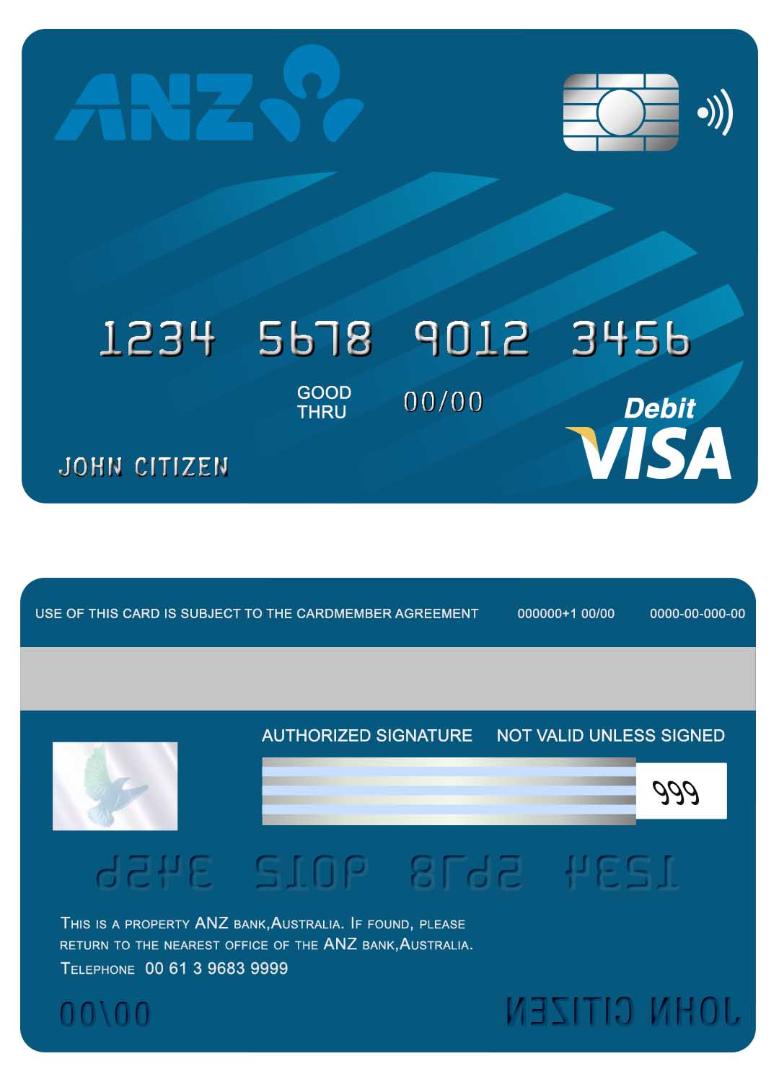 ANZ
1234 5678 9012 3456
GOOD
THRU 00/00
Debit
VISA
JOHN CITIZEN
USE OF THIS CARD IS SUBJECT TO THE CARDMEMBER AGREEMENT 000000+1 00/00 0000-00-000-00
AUTHORIZED SIGNATURE NOT VALID UNLESS SIGNED
999
1234 5678 9012 3456
THIS IS A PROPERTY ANZ BANK,AUSTRALIA. IF FOUND, PLEASE
RETURN TO THE NEAREST OFFICE OF THE ANZ BANK,AUSTRALIA.
TELEPHONE 00 61 3 9683 9999
00/00 JOHN CITIZEN